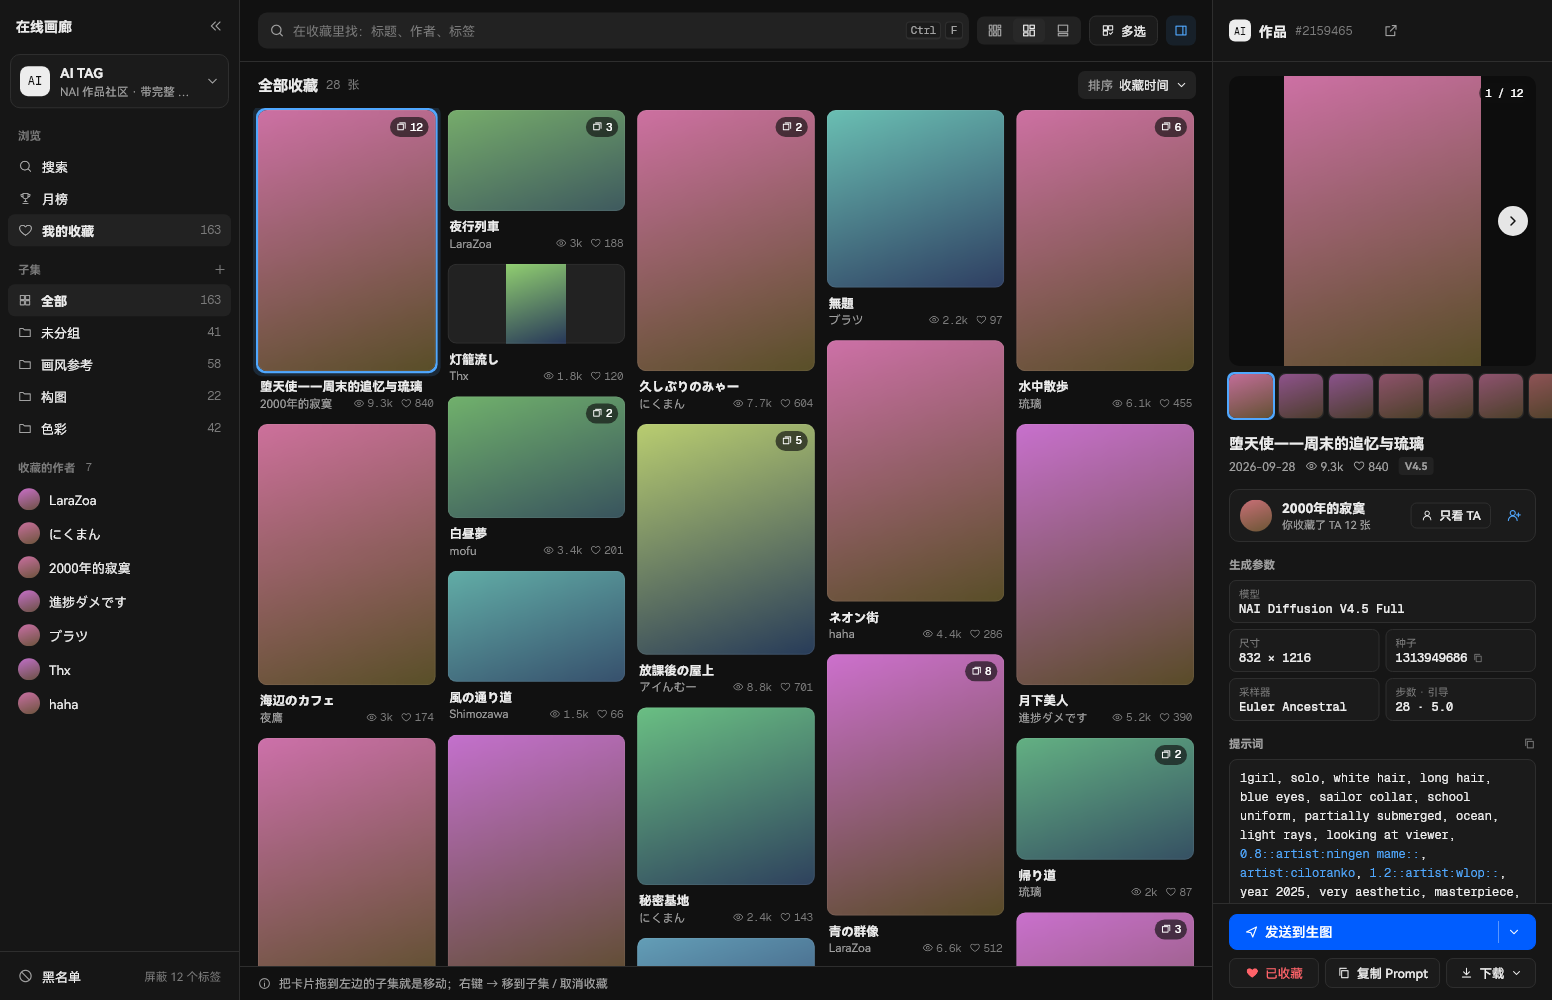 在线画廊
AI
AI TAG
NAI 作品社区 · 带完整 ...
浏览
搜索
月榜
我的收藏 163
子集
全部 163
未分组 41
画风参考 58
构图 22
色彩 42
收藏的作者 7
LaraZoa
にくまん
2000年的寂寞
進捗ダメです
ブラツ
Thx
haha
黑名单 屏蔽 12 个标签
在收藏里找：标题、作者、标签 Ctrl F
多选
全部收藏 28 张
排序 收藏时间
12
堕天使——周末的追忆与琉璃
2000年的寂寞 9.3k 840
海辺のカフェ
夜鹰 3k 174
3
夜行列車
LaraZoa 3k 188
灯籠流し
Thx 1.8k 120
2
白昼夢
mofu 3.4k 201
風の通り道
Shimozawa 1.5k 66
2
久しぶりのみゃー
にくまん 7.7k 604
5
放課後の屋上
アイんむー 8.8k 701
秘密基地
にくまん 2.4k 143
無題
ブラツ 2.2k 97
ネオン街
haha 4.4k 286
8
青の群像
LaraZoa 6.6k 512
6
水中散歩
琉璃 6.1k 455
月下美人
進捗ダメです 5.2k 390
2
帰り道
琉璃 2k 87
3
把卡片拖到左边的子集就是移动；右键 → 移到子集 / 取消收藏
AI 作品 #2159465
1 / 12
堕天使——周末的追忆与琉璃
2026-09-28 9.3k 840 V4.5
2000年的寂寞
你收藏了 TA 12 张
只看 TA
生成参数
模型
NAI Diffusion V4.5 Full
尺寸
832 × 1216
种子
1313949686
采样器
Euler Ancestral
步数 · 引导
28 · 5.0
提示词
1girl, solo, white hair, long hair,
blue eyes, sailor collar, school
uniform, partially submerged, ocean,
light rays, looking at viewer,
0.8::artist:ningen mame::,
artist:ciloranko, 1.2::artist:wlop::,
year 2025, very aesthetic, masterpiece,
发送到生图
已收藏
复制 Prompt
下载